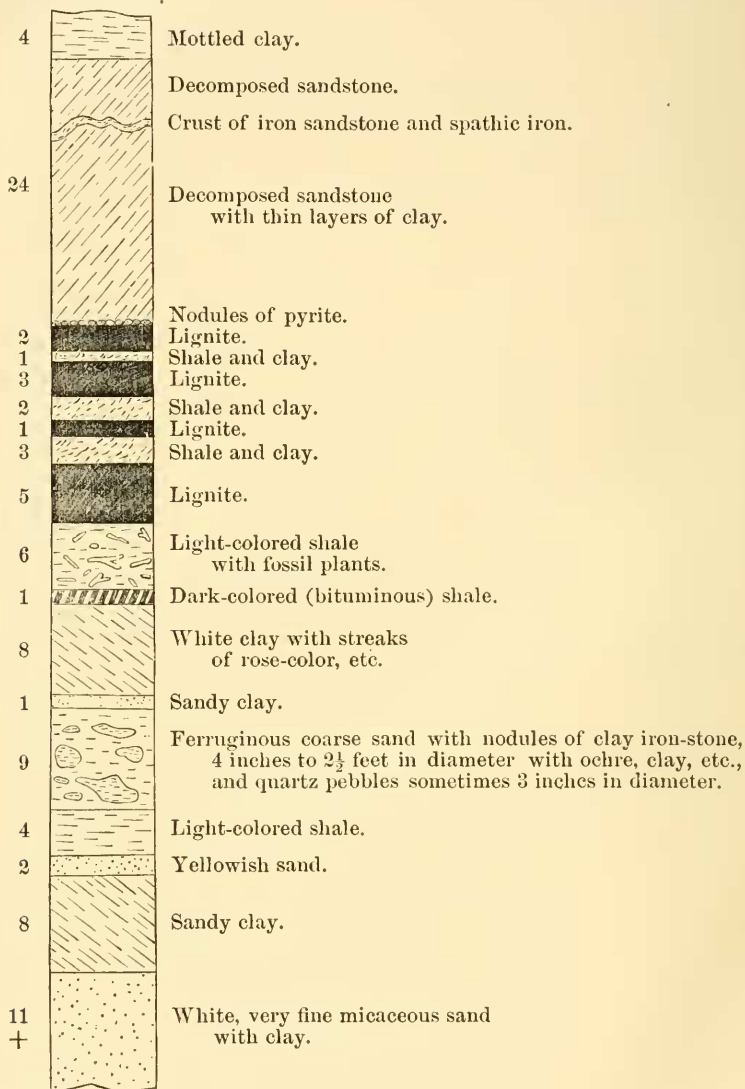 4 Mottled clay.
Decomposed sandstone.
Crust of iron sandstone and spathic iron.
24 Decomposed sandstone
with thin layers of clay.
Nodules of pyrite.
2 Lignite.
1 Shale and clay.
3 Lignite.
2 Shale and clay.
1 Lignite.
3 Shale and clay.
5 Lignite.
6 Light-colored shale
with fossil plants.
1 Dark-colored (bituminous) shale.
8 White clay with streaks
of rose-color, etc.
1 Sandy clay.
Ferruginous coarse sand with nodules of clay iron-stone,
9 4 inches to 2½ feet in diameter with ochre, clay, etc.,
and quartz pebbles sometimes 3 inches in diameter.
4 Light-colored shale.
2 Yellowish sand.
8 Sandy clay.
11 White, very fine micaceous sand
+ with clay.